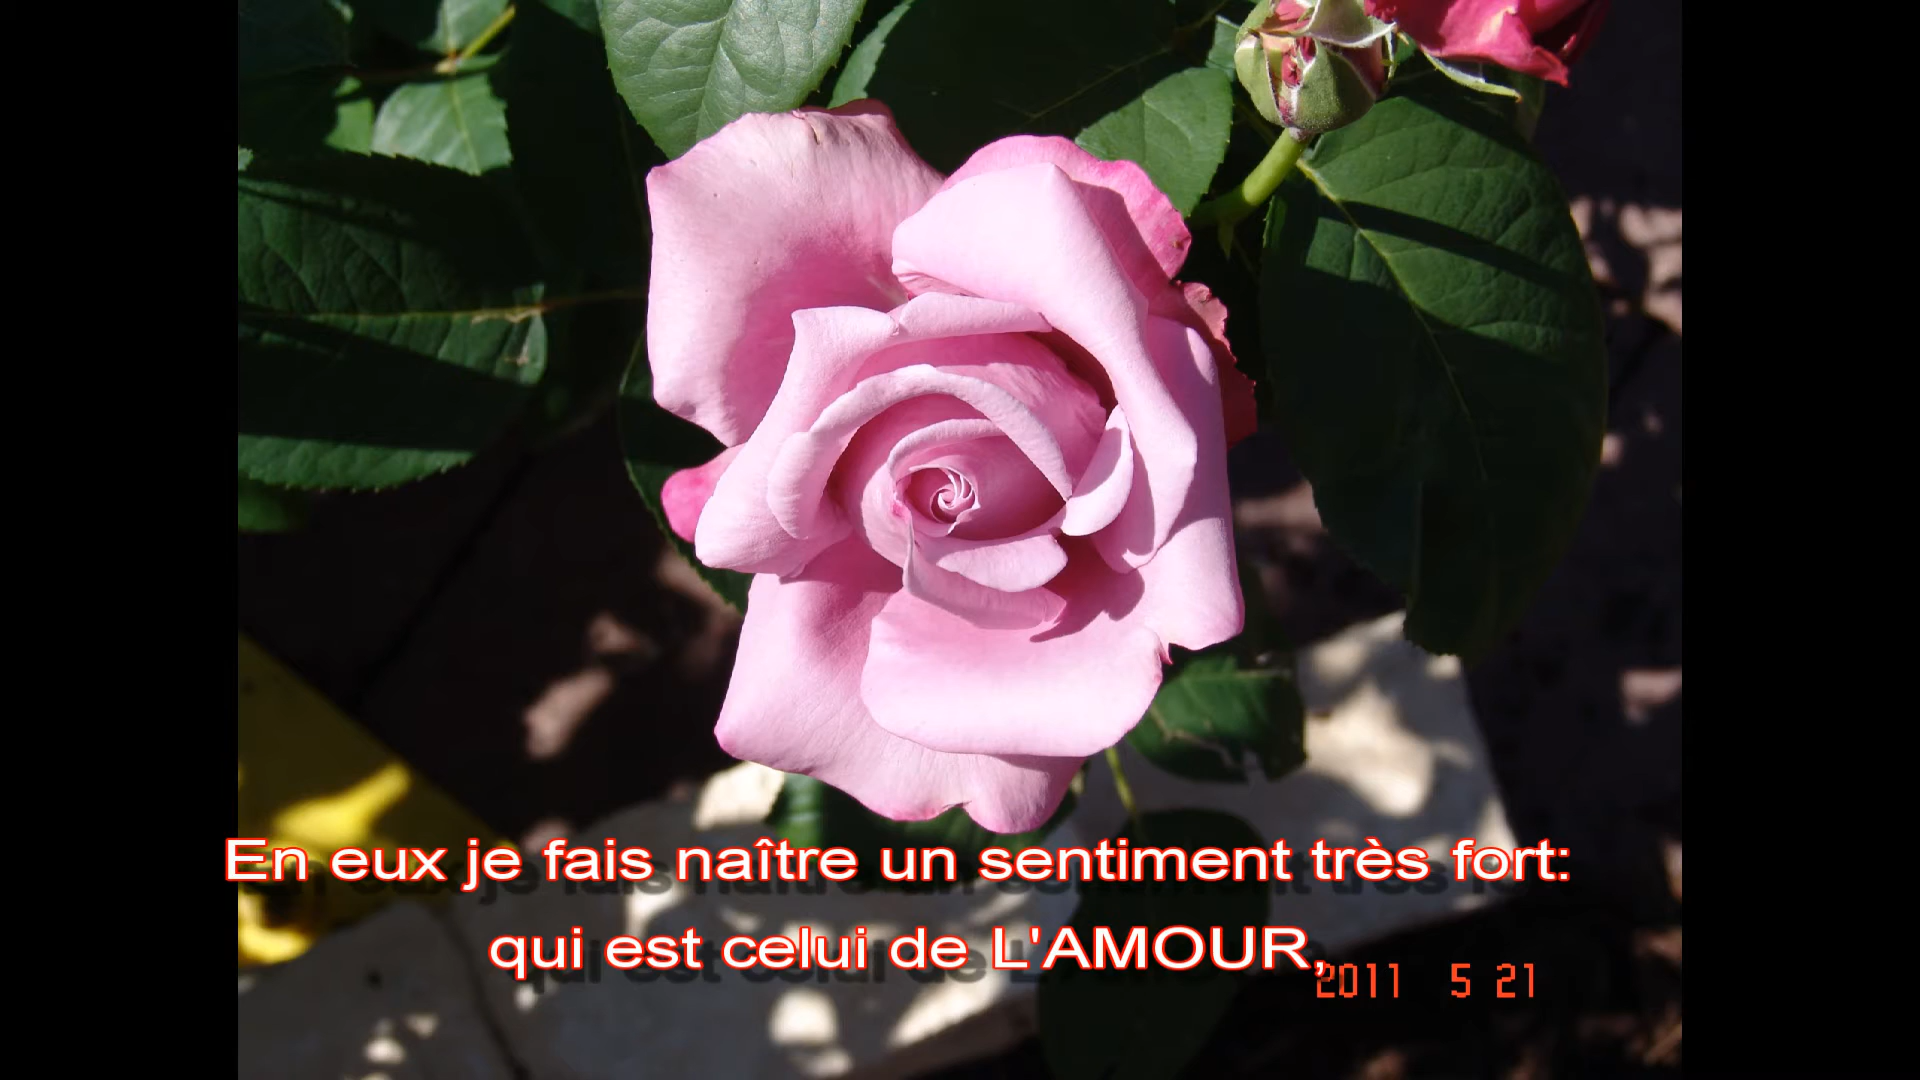 En eux je fais naître un sentiment très fort:
qui est celui de L'AMOUR,
2011 5 21